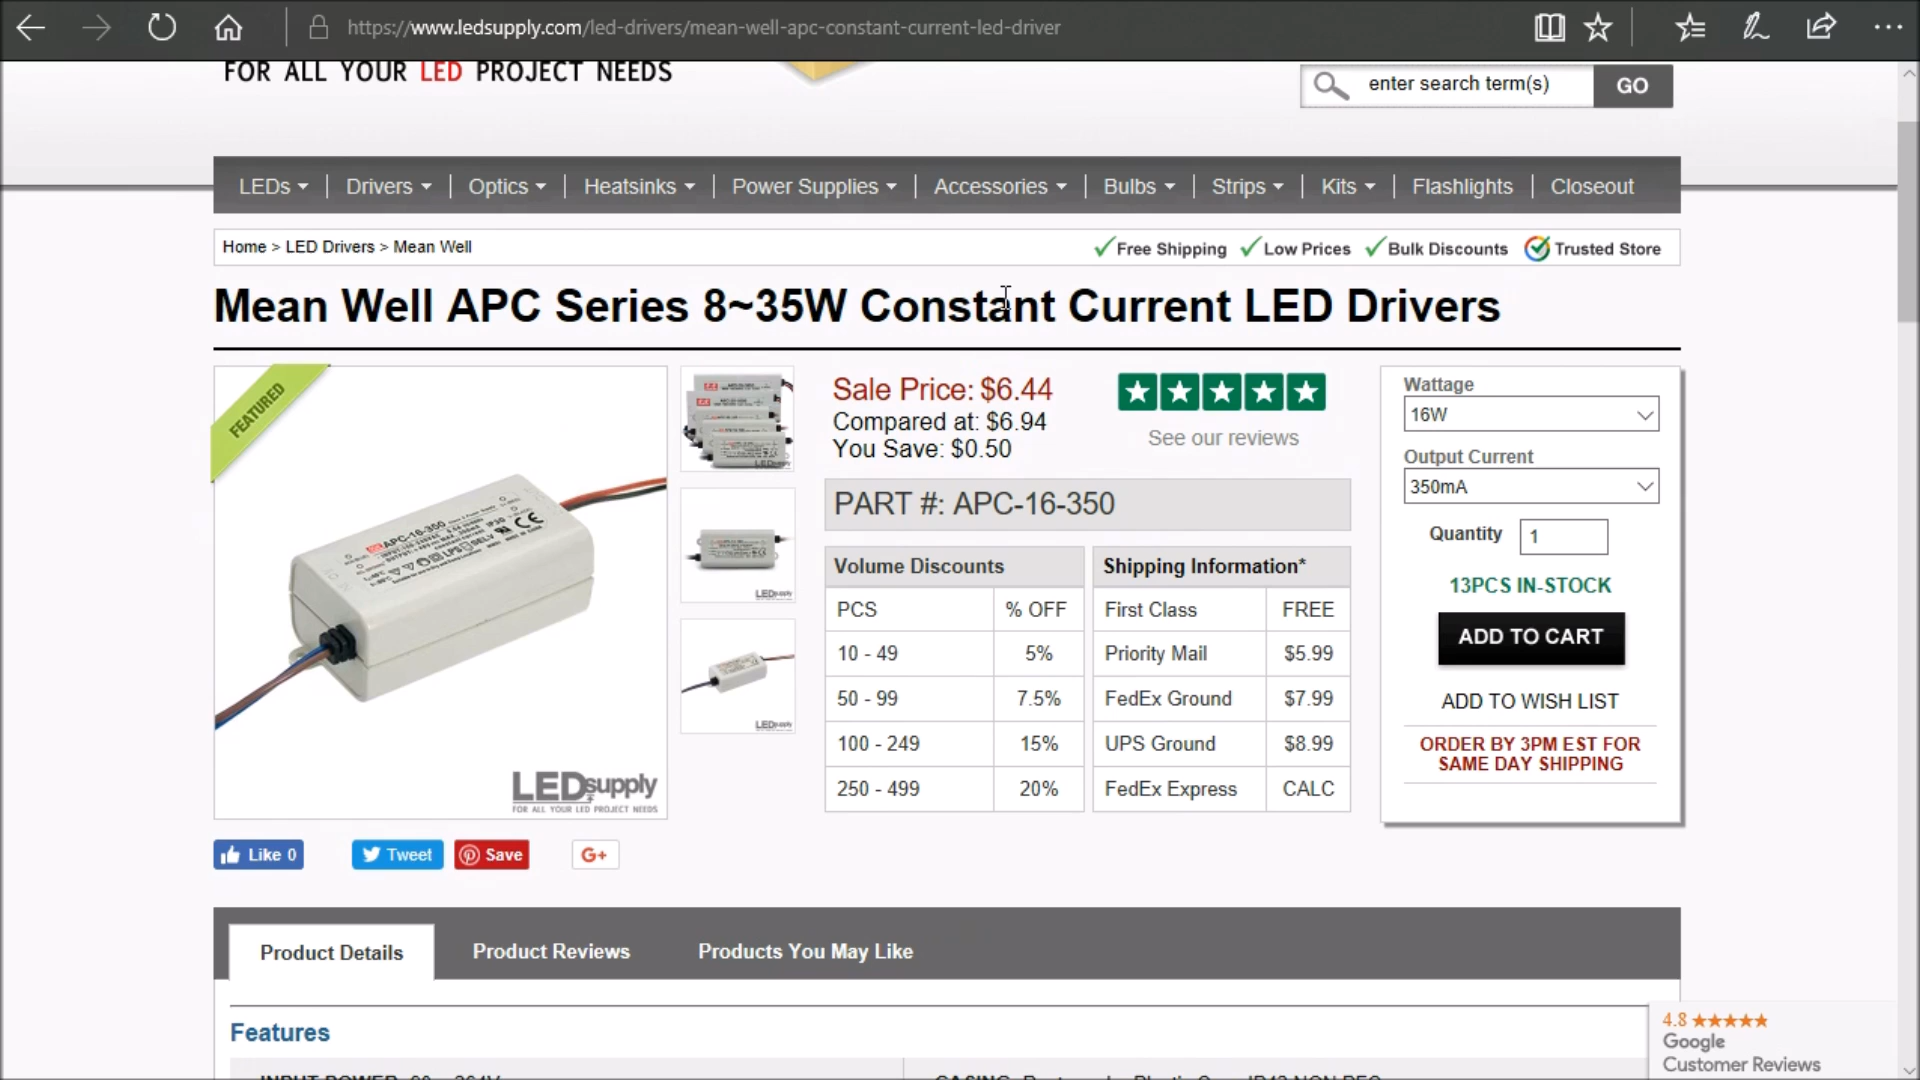 https://www.ledsupply.com/led-drivers/mean-well-apc-constant-current-led-driver
FOR ALL YOUR LED PROJECT NEEDS
enter search term(s)
GO
LEDs
Drivers
Optics
Heatsinks
Power Supplies
Accessories
Bulbs
Strips
Kits
Flashlights
Closeout
Home > LED Drivers > Mean Well
Free Shipping
Low Prices
Bulk Discounts
Trusted Store
Mean Well APC Series 8~35W Constant Current LED Drivers
FEATURED
APC-16-350
LEDsupply
FOR ALL YOUR LED PROJECT NEEDS
LEDsupply
LEDsupply
LEDsupply
Sale Price: $6.44
Compared at: $6.94
You Save: $0.50
See our reviews
PART #: APC-16-350
Volume Discounts
PCS % OFF
10 - 49 5%
50 - 99 7.5%
100 - 249 15%
250 - 499 20%
Shipping Information*
First Class FREE
Priority Mail $5.99
FedEx Ground $7.99
UPS Ground $8.99
FedEx Express CALC
Wattage
16W
Output Current
350mA
Quantity 1
13PCS IN-STOCK
ADD TO CART
ADD TO WISH LIST
ORDER BY 3PM EST FOR
SAME DAY SHIPPING
Like 0
Tweet
Save
G+
Product Details
Product Reviews
Products You May Like
Features
4.8
Google
Customer Reviews